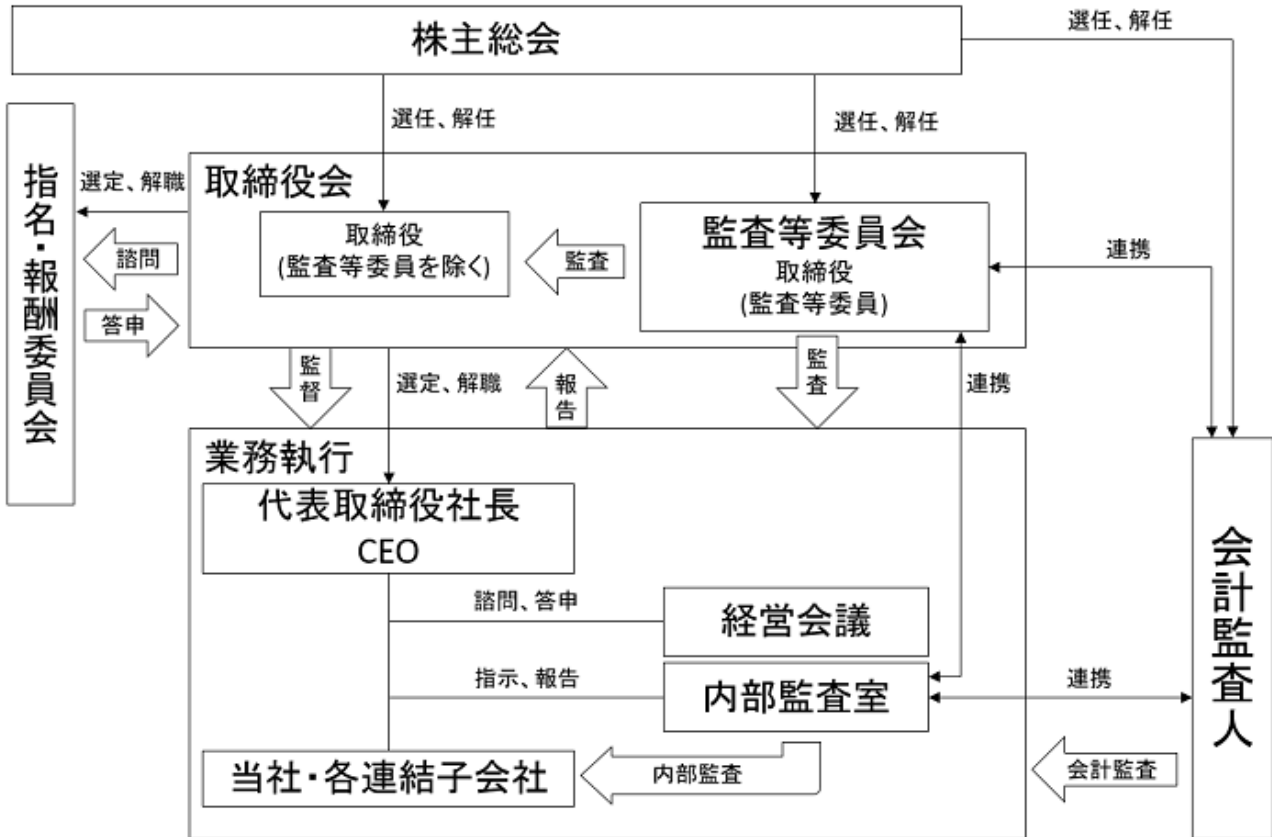 株主総会
選任、解任
選任、解任
選任、解任
指名・報酬委員会
選定、解職
諮問
答申
取締役会
取締役
(監査等委員を除く)
監査
監査等委員会
取締役
(監査等委員)
連携
監督
選定、解職
報告
監査
連携
業務執行
代表取締役社長
CEO
諮問、答申
経営会議
指示、報告
内部監査室
連携
当社・各連結子会社
内部監査
会計監査
会計監査人